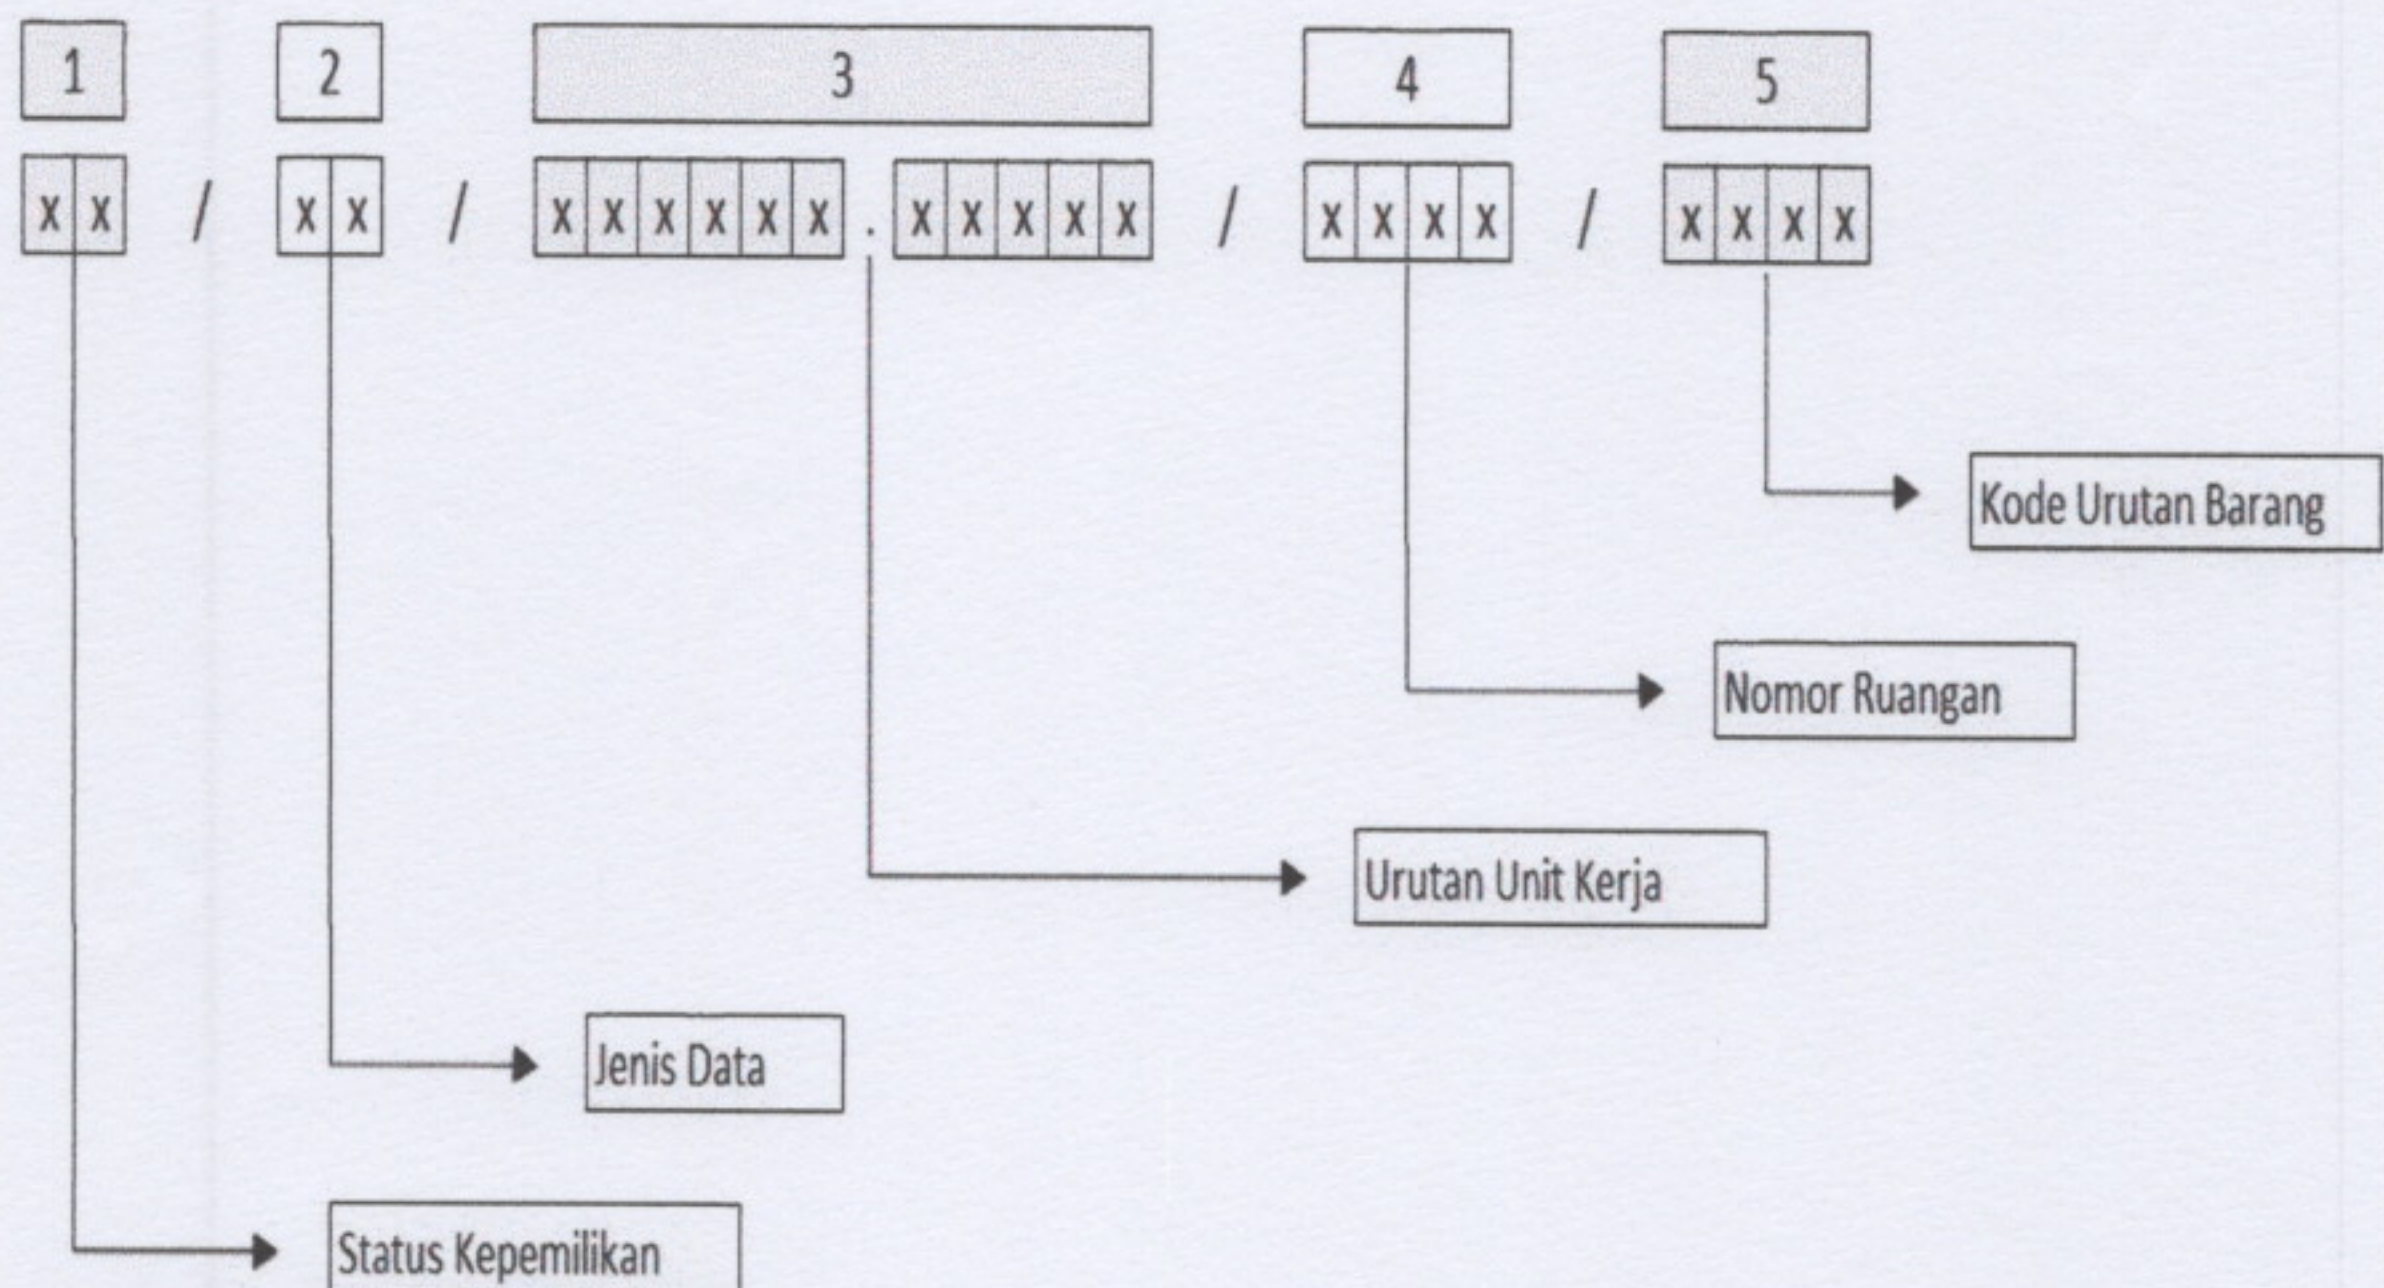 1 2 3 4 5
x x / x x / x x x x x x . x x x x x / x x x x / x x x x
Kode Urutan Barang
Nomor Ruangan
Urutan Unit Kerja
Jenis Data
Status Kepemilikan